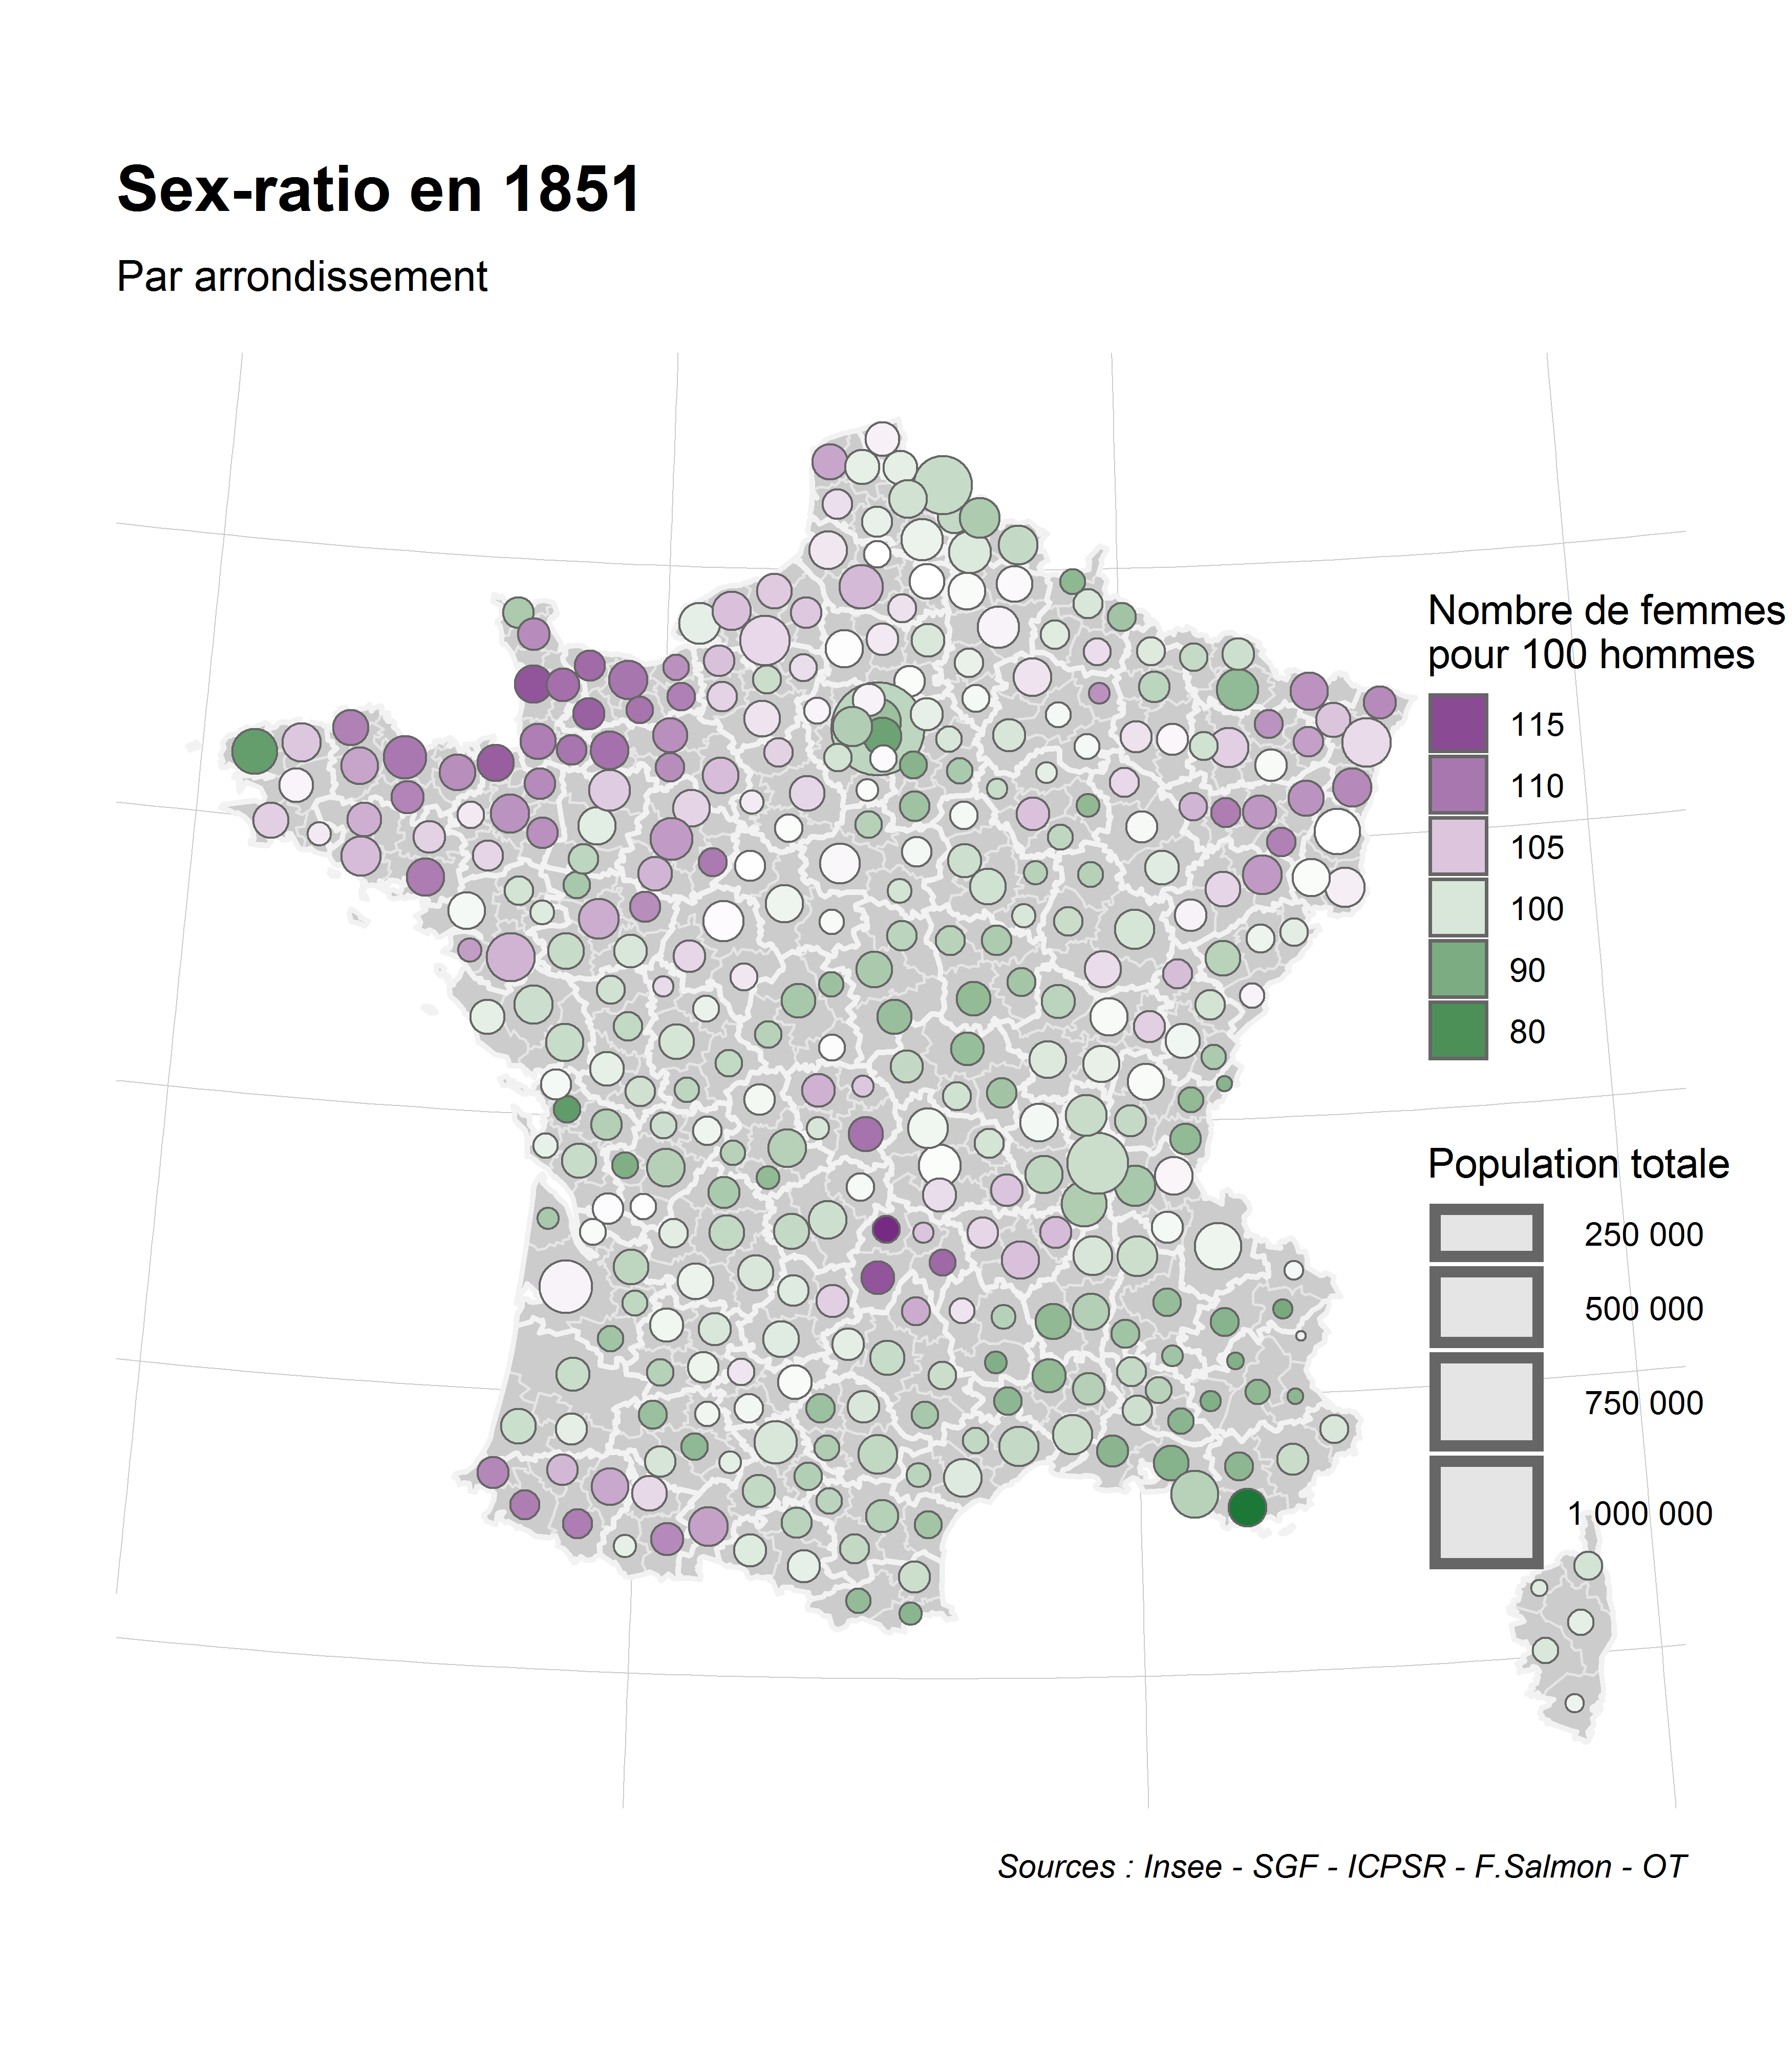 Sex-ratio en 1851
Par arrondissement
Nombre de femmes
pour 100 hommes
115
110
105
100
90
80
Population totale
250 000
500 000
750 000
1 000 000
Sources : Insee - SGF - ICPSR - F.Salmon - OT